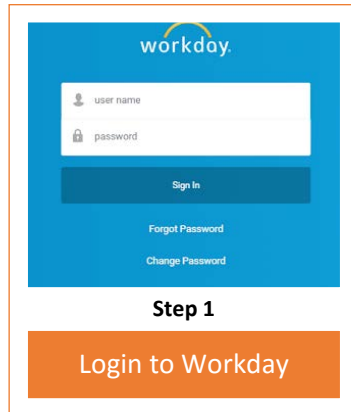 workday.
user name
password
Sign In
Forgot Password
Change Password
Step 1
Login to Workday